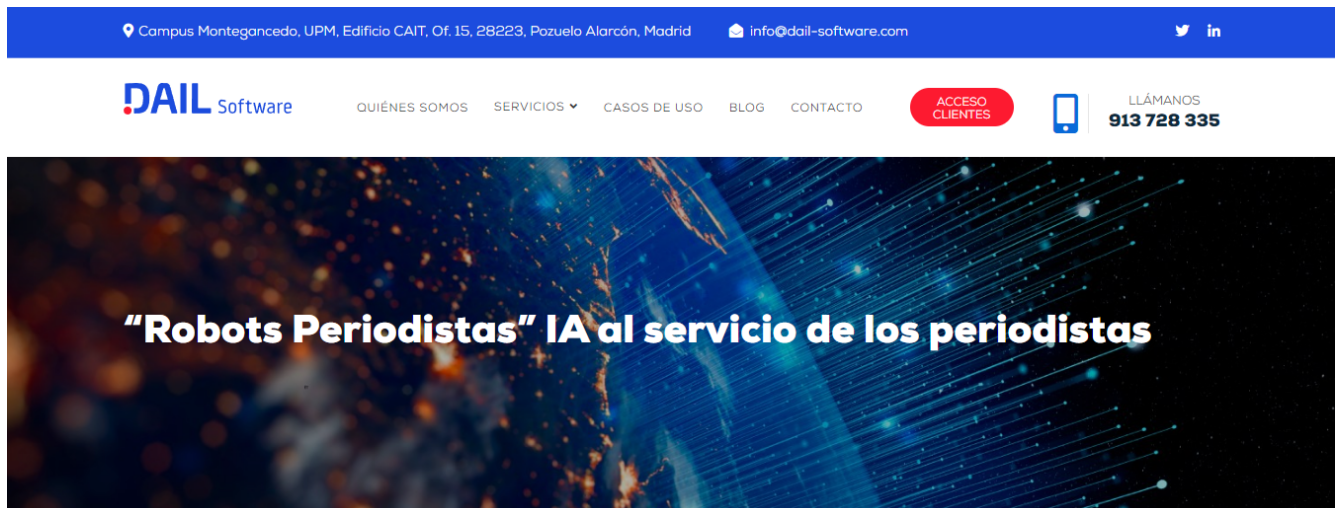 Campus Montegancedo, UPM, Edificio CAIT, Of. 15, 28223, Pozuelo Alarcón, Madrid info@dail-software.com
DAIL Software QUIÉNES SOMOS SERVICIOS CASOS DE USO BLOG CONTACTO
ACCESO
CLIENTES
LLÁMANOS
913 728 335
“Robots Periodistas” IA al servicio de los periodistas